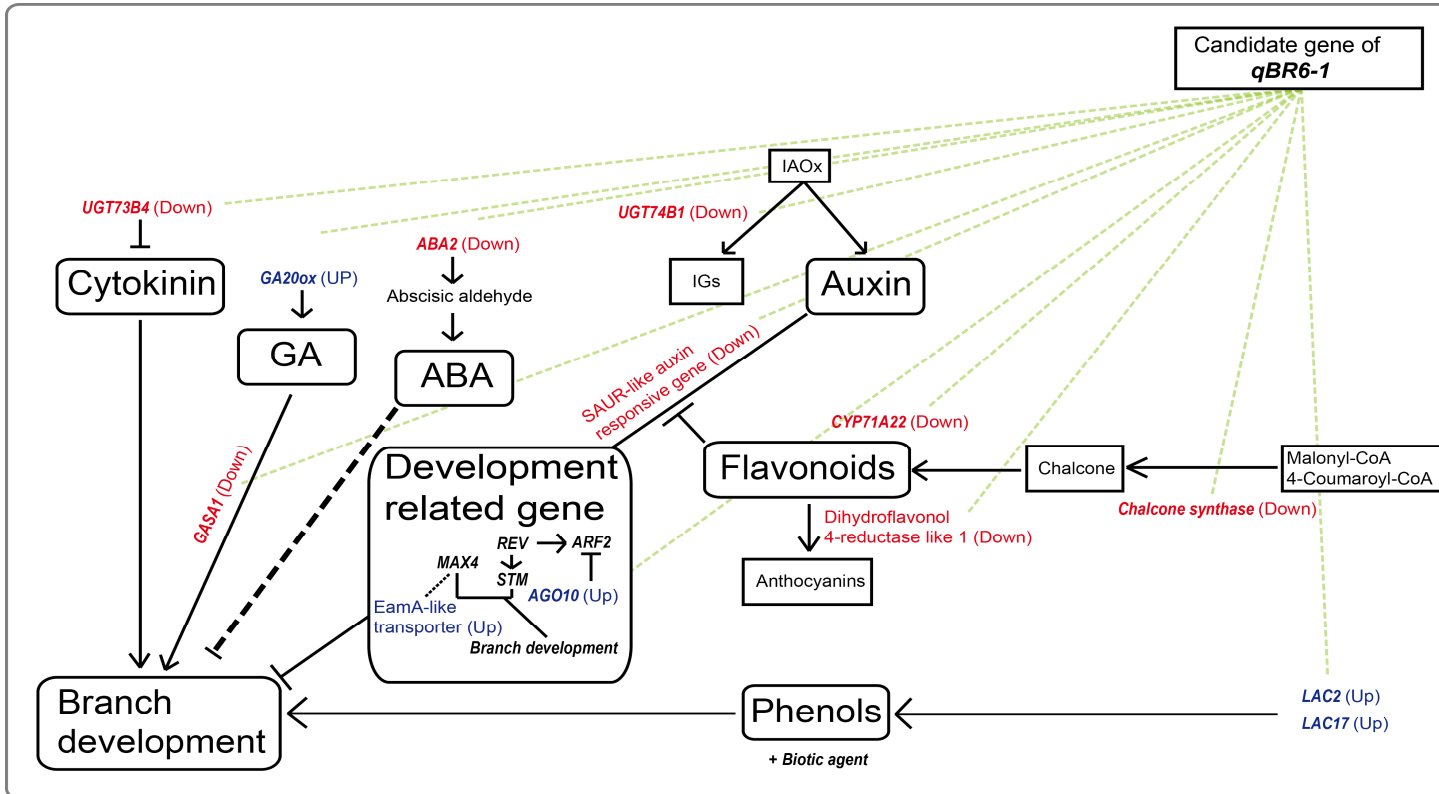 Candidate gene of
qBR6-1
IAOx
UGT73B4 (Down)
UGT74B1 (Down)
ABA2 (Down)
Cytokinin
GA20ox (UP)
Abscisic aldehyde
IGs
Auxin
GA
ABA
SAUR-like auxin
responsive gene (Down)
CYP71A22 (Down)
GASA1 (Down)
Development
related gene
Flavonoids
Chalcone
Malonyl-CoA
4-Coumaroyl-CoA
Chalcone synthase (Down)
Dihydroflavonol
4-reductase like 1 (Down)
REV
ARF2
MAX4
STM
AGO10 (Up)
EamA-like
transporter (Up)
Branch development
Anthocyanins
Branch
development
Phenols
+ Biotic agent
LAC2 (Up)
LAC17 (Up)